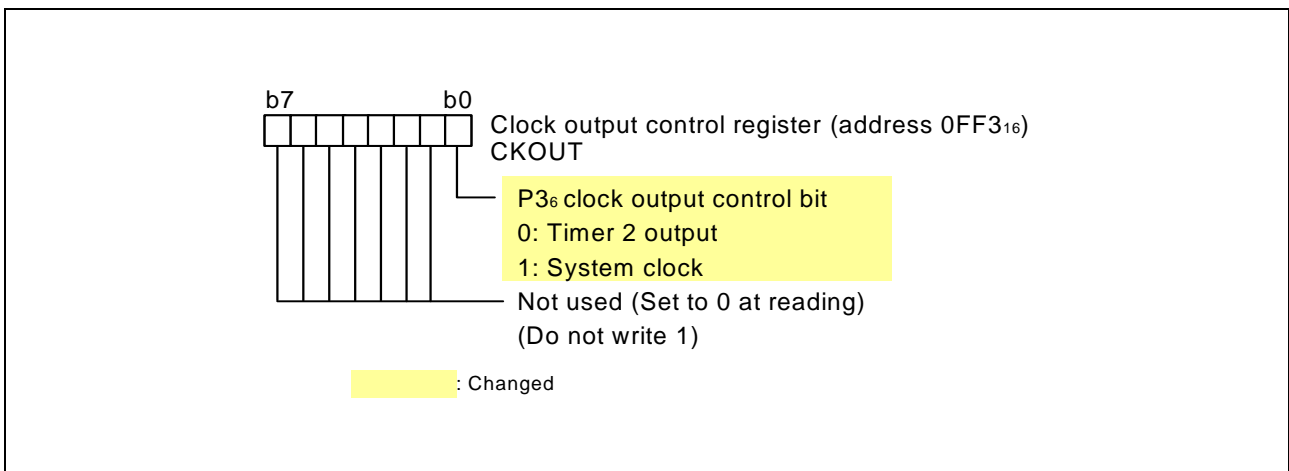 b7 b0
Clock output control register (address 0FF3₁₆)
CKOUT
P3₆ clock output control bit
0: Timer 2 output
1: System clock
Not used (Set to 0 at reading)
(Do not write 1)
: Changed